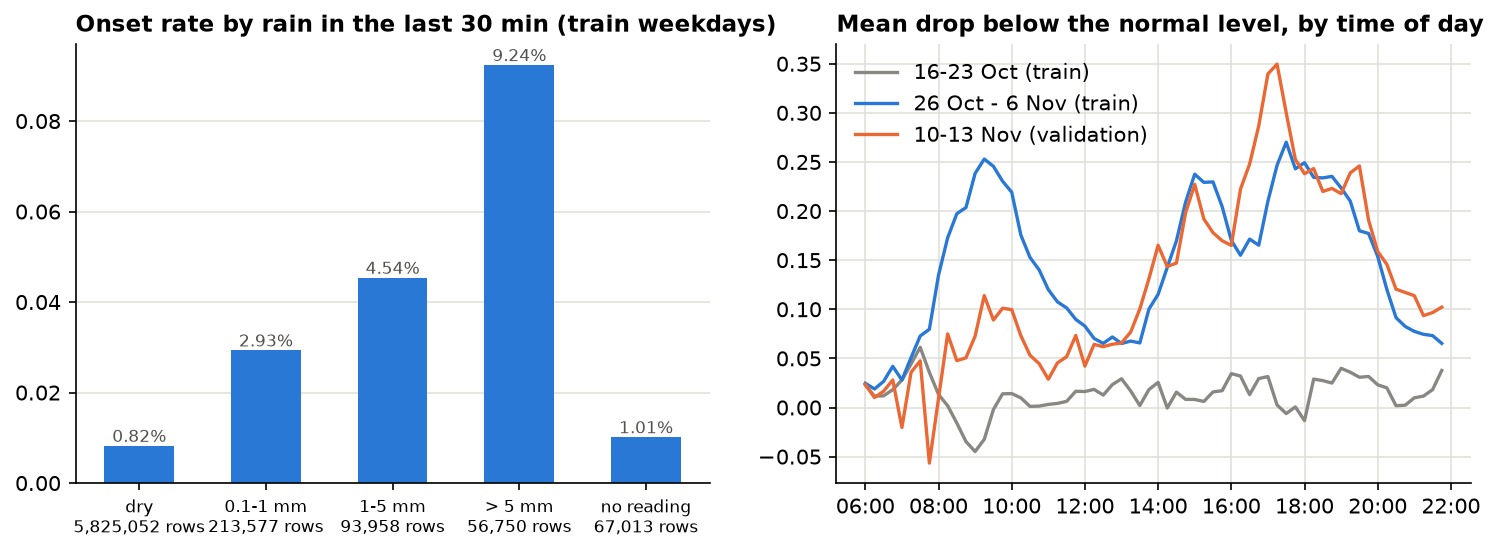 Onset rate by rain in the last 30 min (train weekdays)
0.08
0.06
0.04
0.02
0.00
0.82%
2.93%
4.54%
9.24%
1.01%
dry
5,825,052 rows
0.1-1 mm
213,577 rows
1-5 mm
93,958 rows
> 5 mm
56,750 rows
no reading
67,013 rows
Mean drop below the normal level, by time of day
16-23 Oct (train)
26 Oct - 6 Nov (train)
10-13 Nov (validation)
0.35
0.30
0.25
0.20
0.15
0.10
0.05
0.00
−0.05
06:00 08:00 10:00 12:00 14:00 16:00 18:00 20:00 22:00